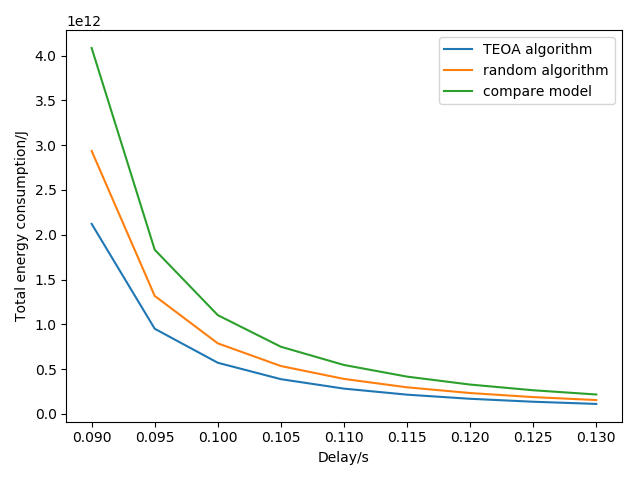 1e12
TEOA algorithm
random algorithm
compare model
4.0
3.5
3.0
2.5
2.0
1.5
1.0
0.5
0.0
Total energy consumption/J
0.090 0.095 0.100 0.105 0.110 0.115 0.120 0.125 0.130
Delay/s